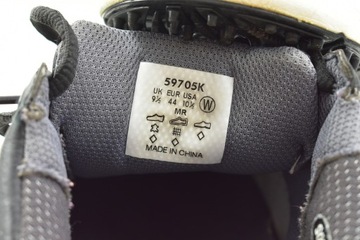 59705K
UK EUR USA
9½ 44 10½ W
MR
MADE IN CHINA